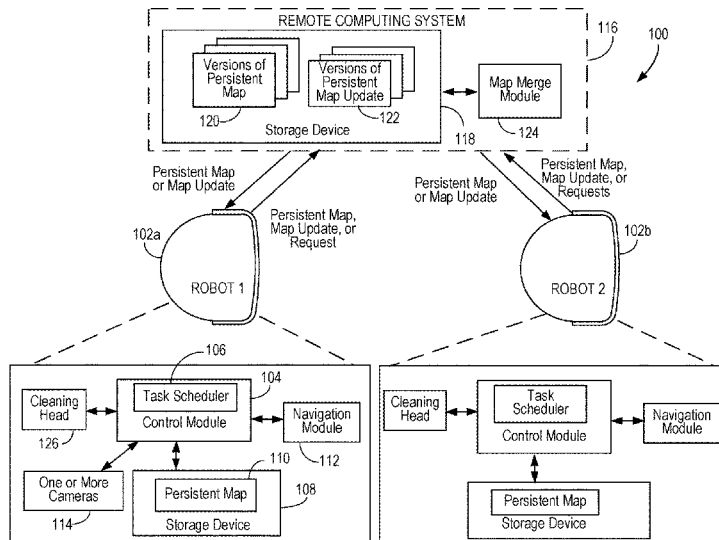 REMOTE COMPUTING SYSTEM
116
100
Versions of
Persistent
Map
120
Versions of
Persistent
Map Update
122
Storage Device
118
Map Merge
Module
124
Persistent Map
or Map Update
Persistent Map,
Map Update, or
Request
Persistent Map
or Map Update
Persistent Map,
Map Update, or
Requests
102a
ROBOT 1
102b
ROBOT 2
106
104
Task Scheduler
Control Module
Cleaning
Head
126
Navigation
Module
112
One or More
Cameras
114
110
Persistent Map
108
Storage Device
Cleaning
Head
Task
Scheduler
Control Module
Navigation
Module
Persistent Map
Storage Device